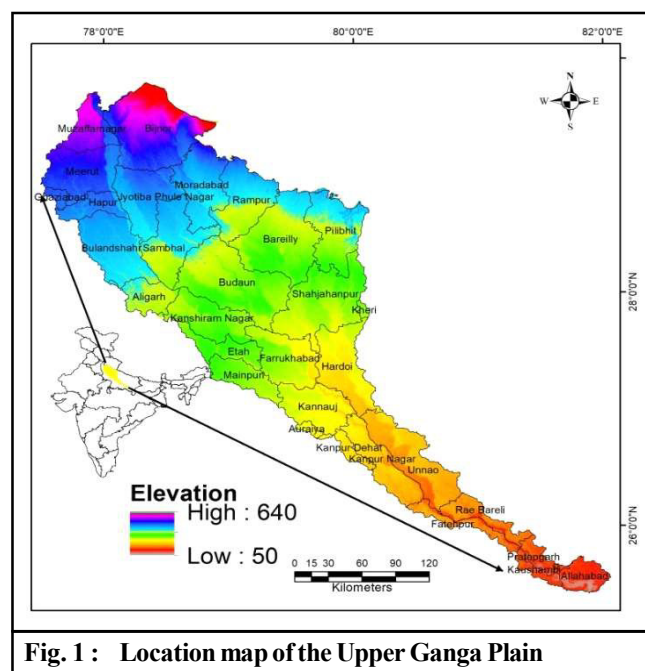 78°0'0"E 80°0'0"E 82°0'0"E
N
W E
S
Muzaffarnagar Bijnor
Meerut
Moradabad
Ghaziabad Hapur Jyotiba Phule Nagar
Rampur
Pilibhit
Bareilly
Bulandshahr Sambhal
Budaun
Aligarh Shahjahanpur
28°0'0"N
Kheri
Kanshiram Nagar
Etah Farrukhabad
Hardoi
Mainpuri
Kannauj
Auraiya
Kanpur Dehat
Kanpur Nagar
Unnao
Elevation
High : 640
Low : 50
Rae Bareli
Fatehpur
26°0'0"N
Pratapgarh
Kaushambi
Allahabad
0 15 30 60 90 120
Kilometers
Fig. 1 : Location map of the Upper Ganga Plain